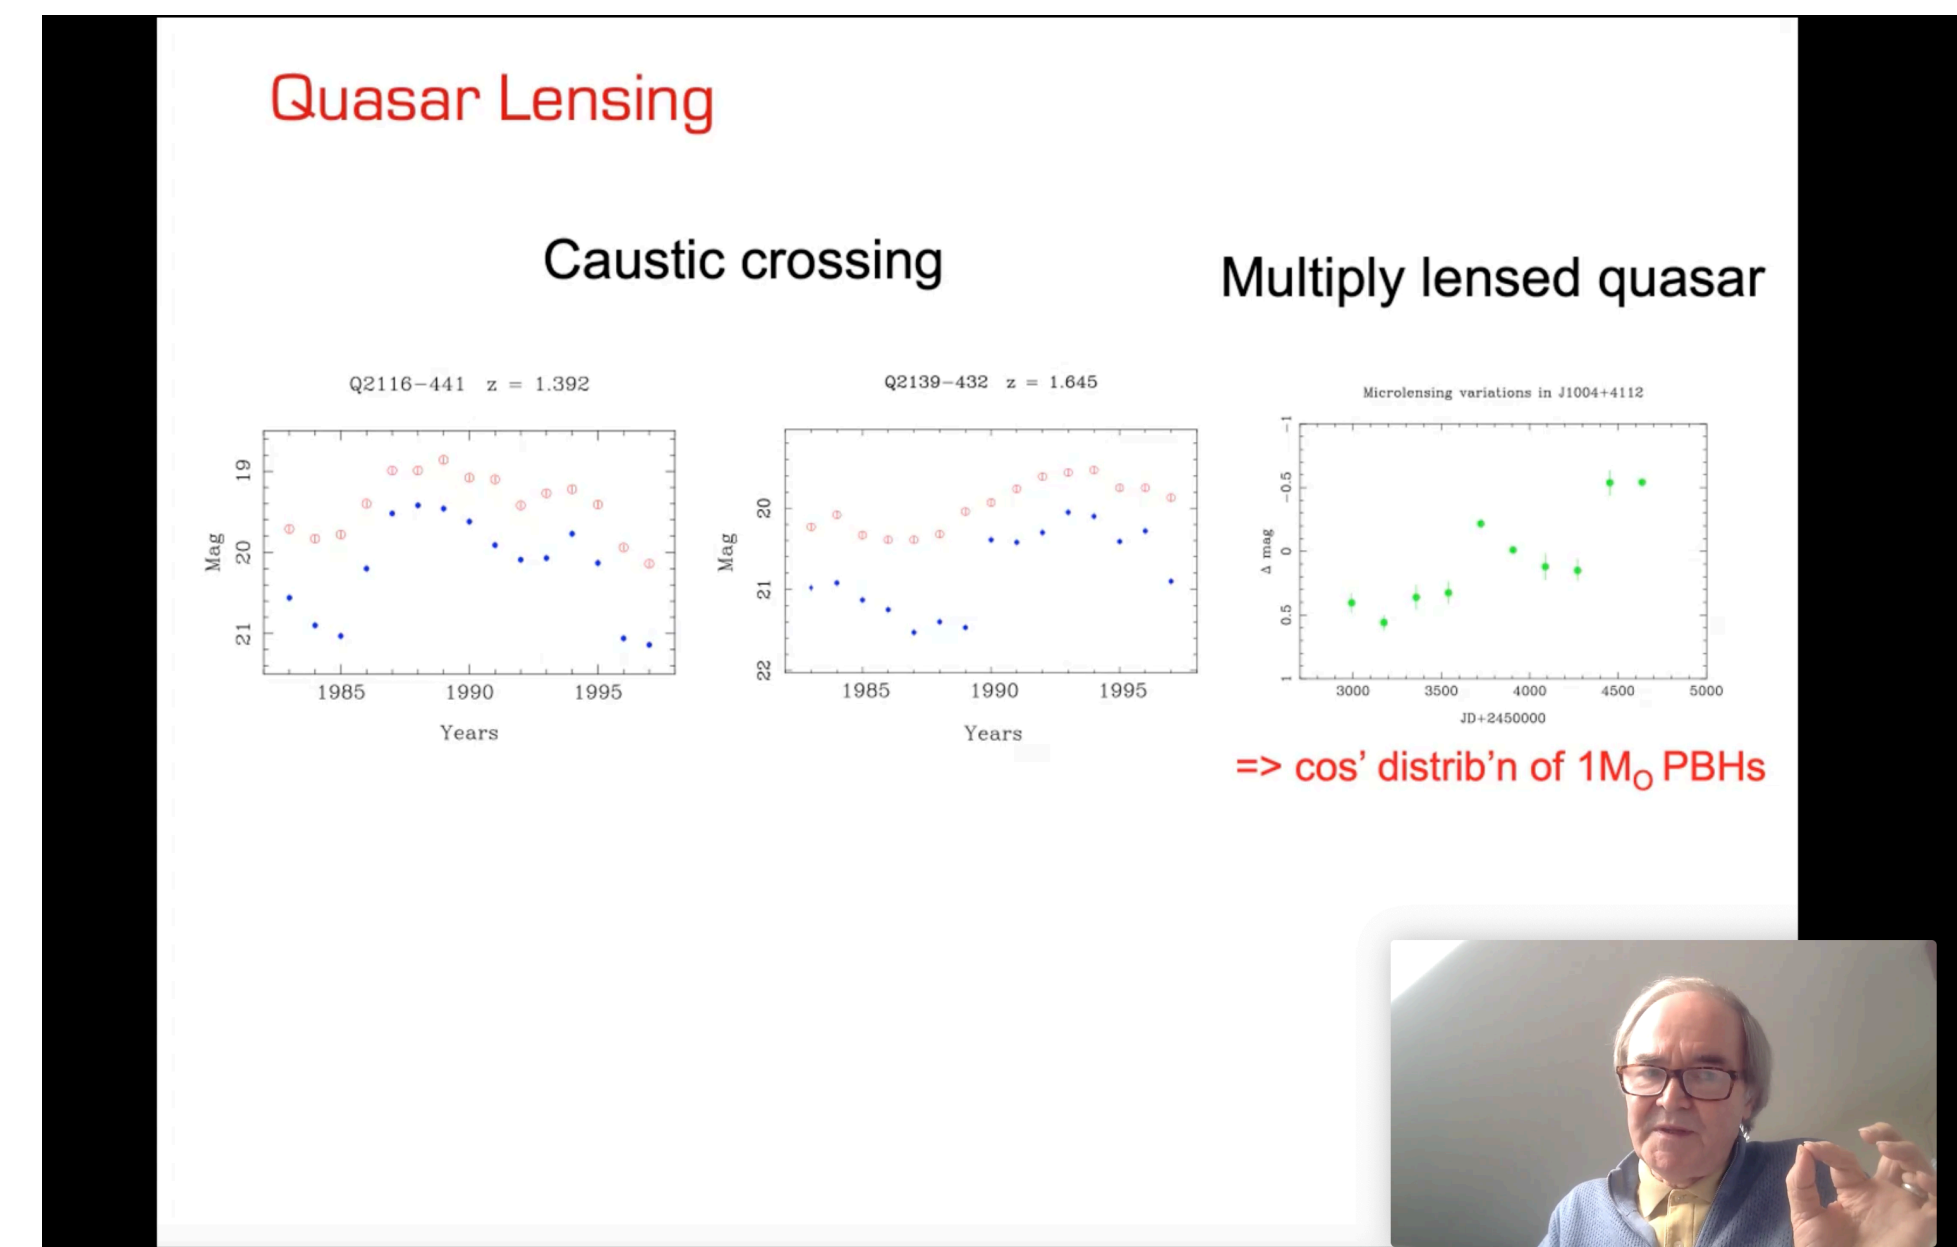 Quasar Lensing
Caustic crossing
Multiply lensed quasar
Q2116−441 z = 1.392
Mag
19
20
21
1985 1990 1995
Years
Q2139−432 z = 1.645
Mag
20
21
22
1985 1990 1995
Years
Microlensing variations in J1004+4112
Δ mag
−1
−0.5
0
0.5
1
3000 3500 4000 4500 5000
JD+2450000
=> cos’ distrib’n of 1MO PBHs